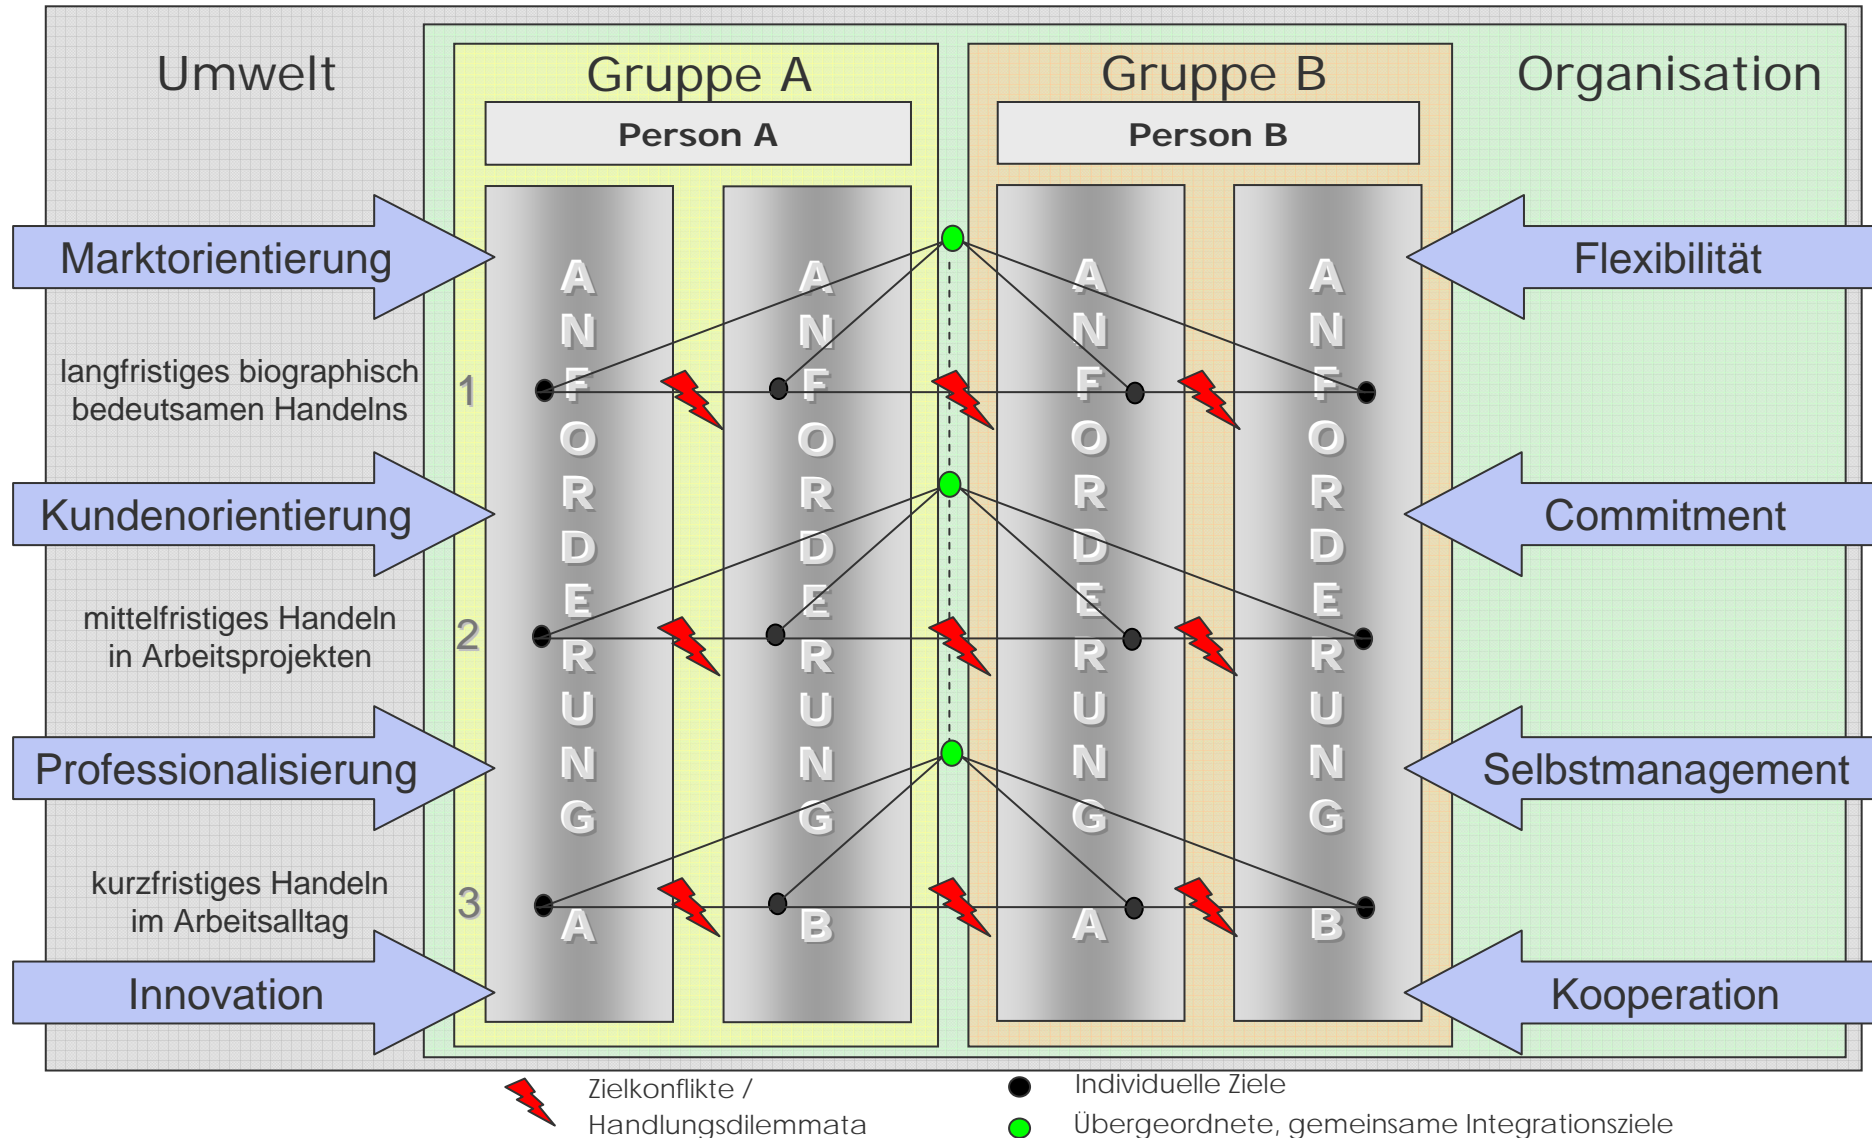 Umwelt
Gruppe A
Gruppe B
Organisation
Person A
Person B
Marktorientierung
Flexibilität
langfristiges biographisch
bedeutsamen Handelns
1
Kundenorientierung
Commitment
mittelfristiges Handeln
in Arbeitsprojekten
2
Professionalisierung
Selbstmanagement
kurzfristiges Handeln
im Arbeitsalltag
3
Innovation
Kooperation
ANFORDERUNG A
ANFORDERUNG B
ANFORDERUNG A
ANFORDERUNG B
Zielkonflikte /
Handlungsdilemmata
Individuelle Ziele
Übergeordnete, gemeinsame Integrationsziele